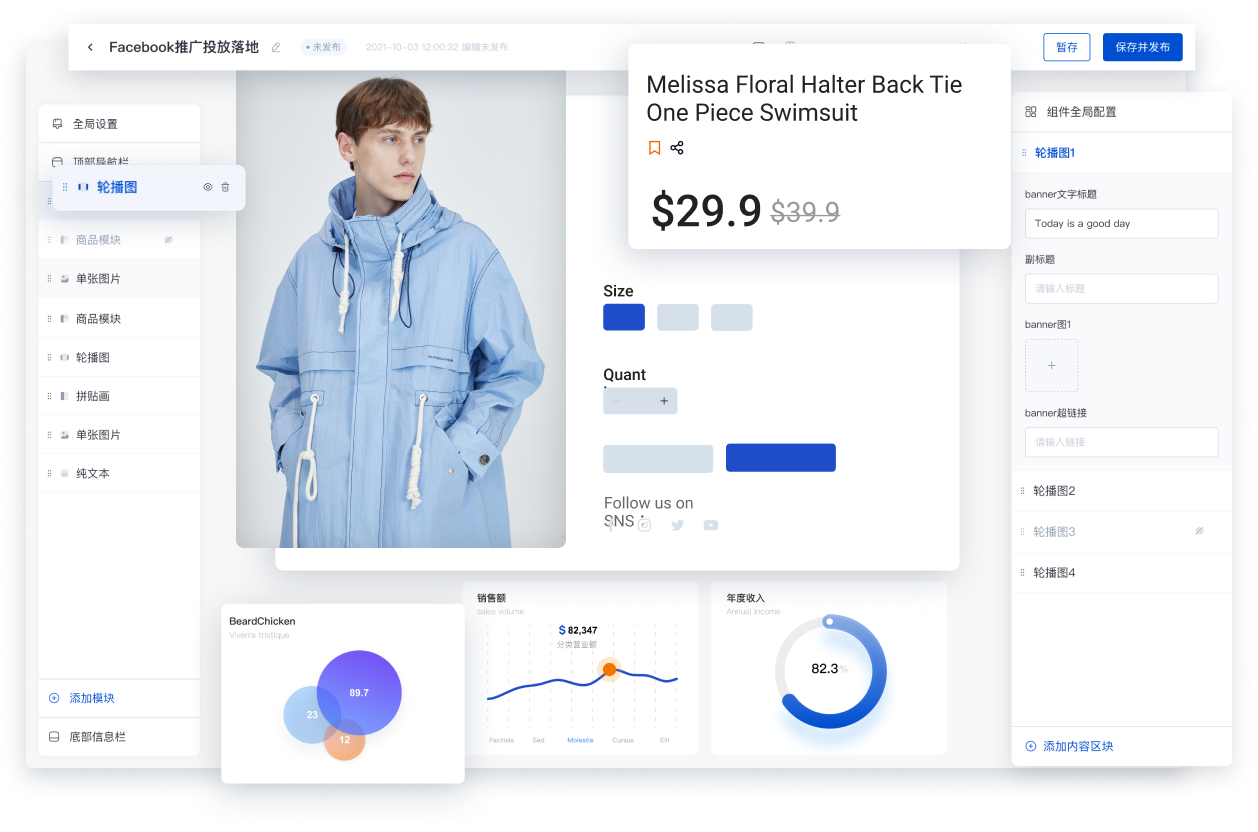 Facebook推广投放落地
• 未发布
2021-10-03 12:00:32 编辑未发布
暂存
保存并发布
全局设置
顶部导航栏
轮播图
商品模块
单张图片
商品模块
轮播图
拼贴画
单张图片
纯文本
添加模块
底部信息栏
Melissa Floral Halter Back Tie
One Piece Swimsuit
$29.9 $39.9
Size
Quant
Follow us on
SNS :
组件全局配置
轮播图1
banner文字标题
Today is a good day
副标题
请输入标题
banner图1
banner超链接
请输入链接
轮播图2
轮播图3
轮播图4
添加内容区块
BeardChicken
Viverra tristique
89.7
23
12
销售额
sales volume
$ 82,347
分类营业额
Facilisis Sed Molestie Cursus Elit
年度收入
Annual income
82.3%